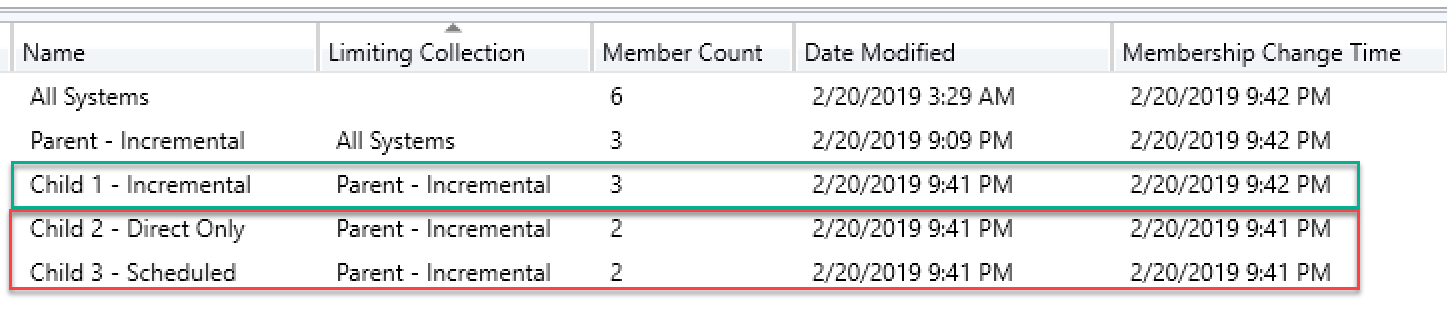 Name Limiting Collection Member Count Date Modified Membership Change Time
All Systems 6 2/20/2019 3:29 AM 2/20/2019 9:42 PM
Parent - Incremental All Systems 3 2/20/2019 9:09 PM 2/20/2019 9:42 PM
Child 1 - Incremental Parent - Incremental 3 2/20/2019 9:41 PM 2/20/2019 9:42 PM
Child 2 - Direct Only Parent - Incremental 2 2/20/2019 9:41 PM 2/20/2019 9:41 PM
Child 3 - Scheduled Parent - Incremental 2 2/20/2019 9:41 PM 2/20/2019 9:41 PM